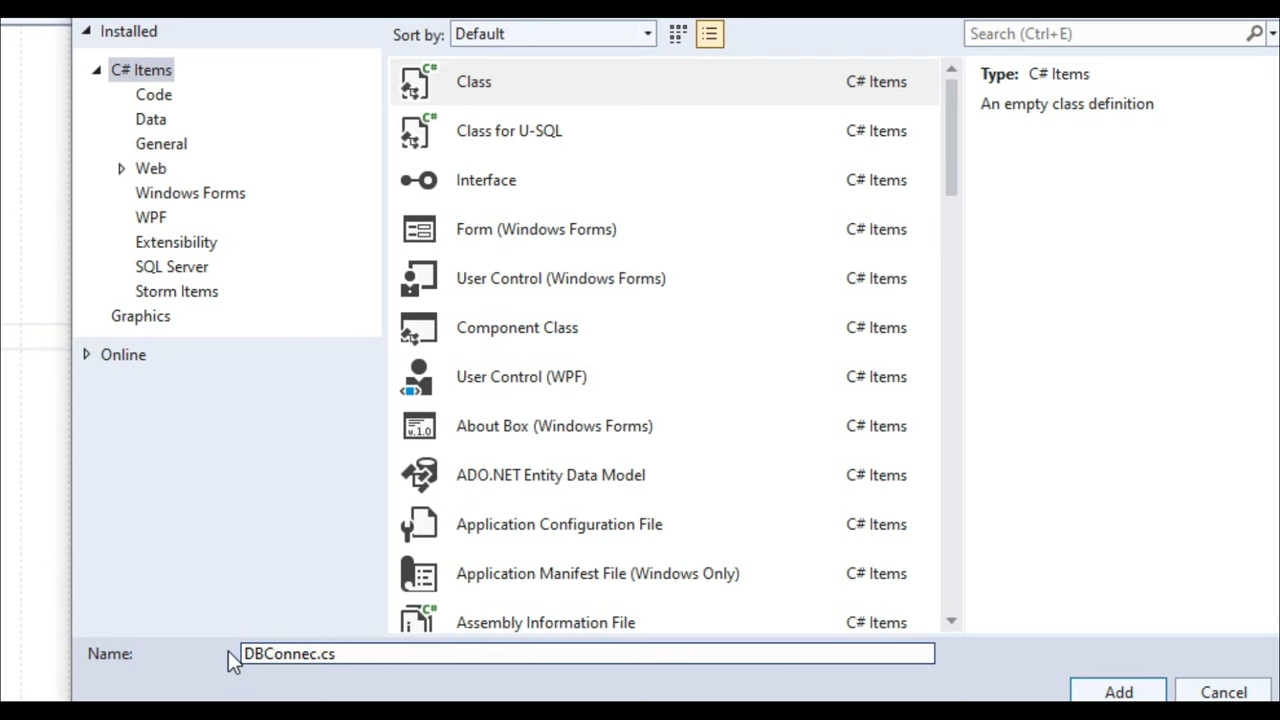 Installed
Sort by: Default
Search (Ctrl+E)
C# Items
Code
Data
General
Web
Windows Forms
WPF
Extensibility
SQL Server
Storm Items
Graphics
Online
Class C# Items
Class for U-SQL C# Items
Interface C# Items
Form (Windows Forms) C# Items
User Control (Windows Forms) C# Items
Component Class C# Items
User Control (WPF) C# Items
About Box (Windows Forms) C# Items
ADO.NET Entity Data Model C# Items
Application Configuration File C# Items
Application Manifest File (Windows Only) C# Items
Assembly Information File C# Items
Type: C# Items
An empty class definition
Name: DBConnec.cs
Add Cancel